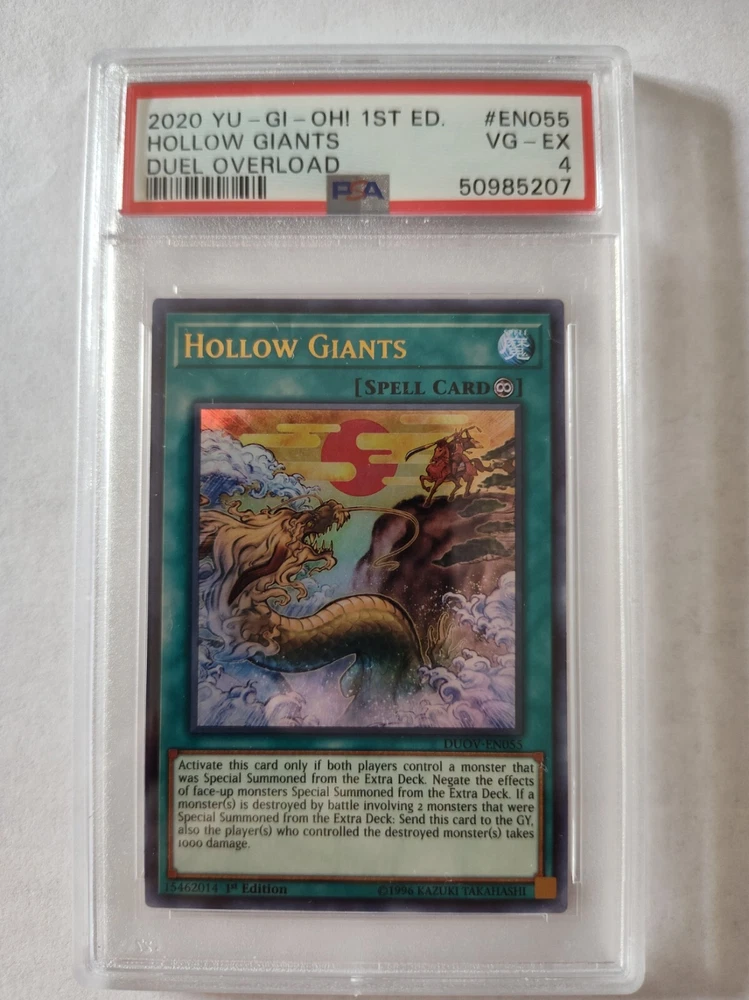 2020 YU-GI-OH! 1ST ED. #EN055
HOLLOW GIANTS VG-EX
DUEL OVERLOAD 4
PSA 50985207
HOLLOW GIANTS 魔
[SPELL CARD]
DUOV-EN055
Activate this card only if both players control a monster that
was Special Summoned from the Extra Deck. Negate the effects
of face-up monsters Special Summoned from the Extra Deck. If a
monster(s) is destroyed by battle involving 2 monsters that were
Special Summoned from the Extra Deck: Send this card to the GY,
also the player(s) who controlled the destroyed monster(s) takes
1000 damage.
15462014 1st Edition ©1996 KAZUKI TAKAHASHI